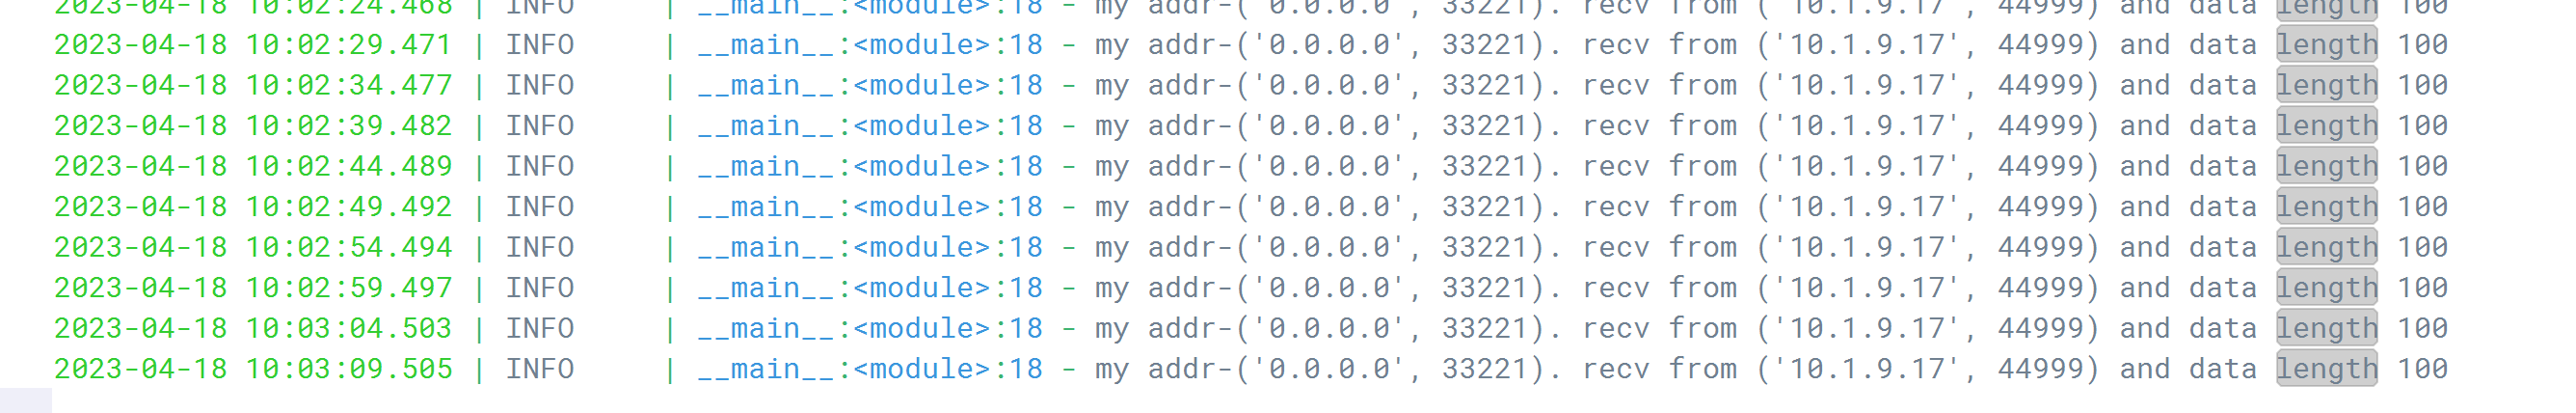 2023-04-18 10:02:24.468 | INFO     | __main__:<module>:18 - my addr-('0.0.0.0', 33221). recv from ('10.1.9.17', 44999) and data length 100
2023-04-18 10:02:29.471 | INFO     | __main__:<module>:18 - my addr-('0.0.0.0', 33221). recv from ('10.1.9.17', 44999) and data length 100
2023-04-18 10:02:34.477 | INFO     | __main__:<module>:18 - my addr-('0.0.0.0', 33221). recv from ('10.1.9.17', 44999) and data length 100
2023-04-18 10:02:39.482 | INFO     | __main__:<module>:18 - my addr-('0.0.0.0', 33221). recv from ('10.1.9.17', 44999) and data length 100
2023-04-18 10:02:44.489 | INFO     | __main__:<module>:18 - my addr-('0.0.0.0', 33221). recv from ('10.1.9.17', 44999) and data length 100
2023-04-18 10:02:49.492 | INFO     | __main__:<module>:18 - my addr-('0.0.0.0', 33221). recv from ('10.1.9.17', 44999) and data length 100
2023-04-18 10:02:54.494 | INFO     | __main__:<module>:18 - my addr-('0.0.0.0', 33221). recv from ('10.1.9.17', 44999) and data length 100
2023-04-18 10:02:59.497 | INFO     | __main__:<module>:18 - my addr-('0.0.0.0', 33221). recv from ('10.1.9.17', 44999) and data length 100
2023-04-18 10:03:04.503 | INFO     | __main__:<module>:18 - my addr-('0.0.0.0', 33221). recv from ('10.1.9.17', 44999) and data length 100
2023-04-18 10:03:09.505 | INFO     | __main__:<module>:18 - my addr-('0.0.0.0', 33221). recv from ('10.1.9.17', 44999) and data length 100